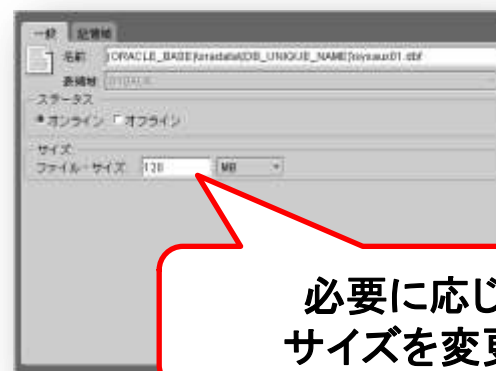 一般 記憶域
名前 {ORACLE_BASE}/oradata/{DB_UNIQUE_NAME}/sysaux01.dbf
表領域 SYSAUX
ステータス
オンライン オフライン
サイズ
ファイル・サイズ MB
必要に応じ
サイズを変更